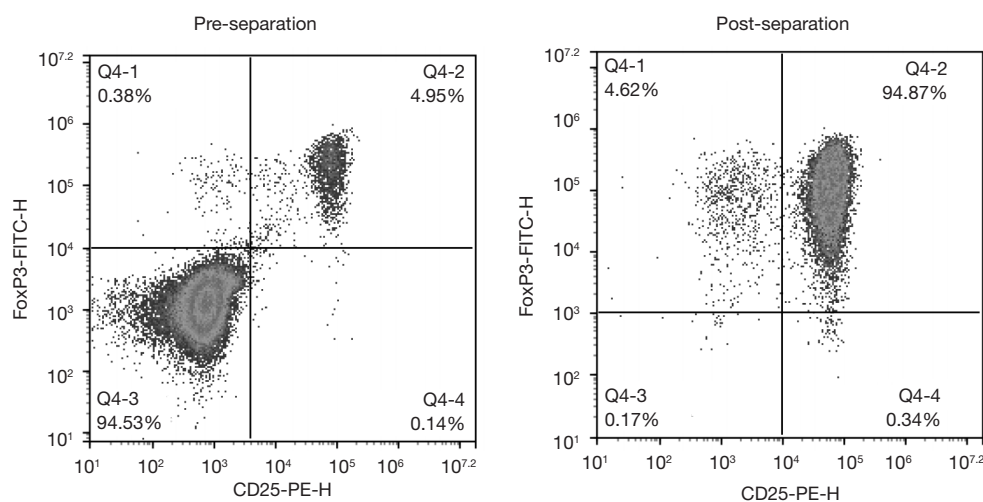 Pre-separation
Post-separation
10^7.2
Q4-1
0.38%
Q4-2
4.95%
10^6
10^5
10^4
10^3
10^2
10^1
FoxP3-FITC-H
Q4-3
94.53%
Q4-4
0.14%
10^1 10^2 10^3 10^4 10^5 10^6 10^7.2
CD25-PE-H
10^7.2
Q4-1
4.62%
Q4-2
94.87%
10^6
10^5
10^4
10^3
10^2
10^1
FoxP3-FITC-H
Q4-3
0.17%
Q4-4
0.34%
10^1 10^2 10^3 10^4 10^5 10^6 10^7.2
CD25-PE-H